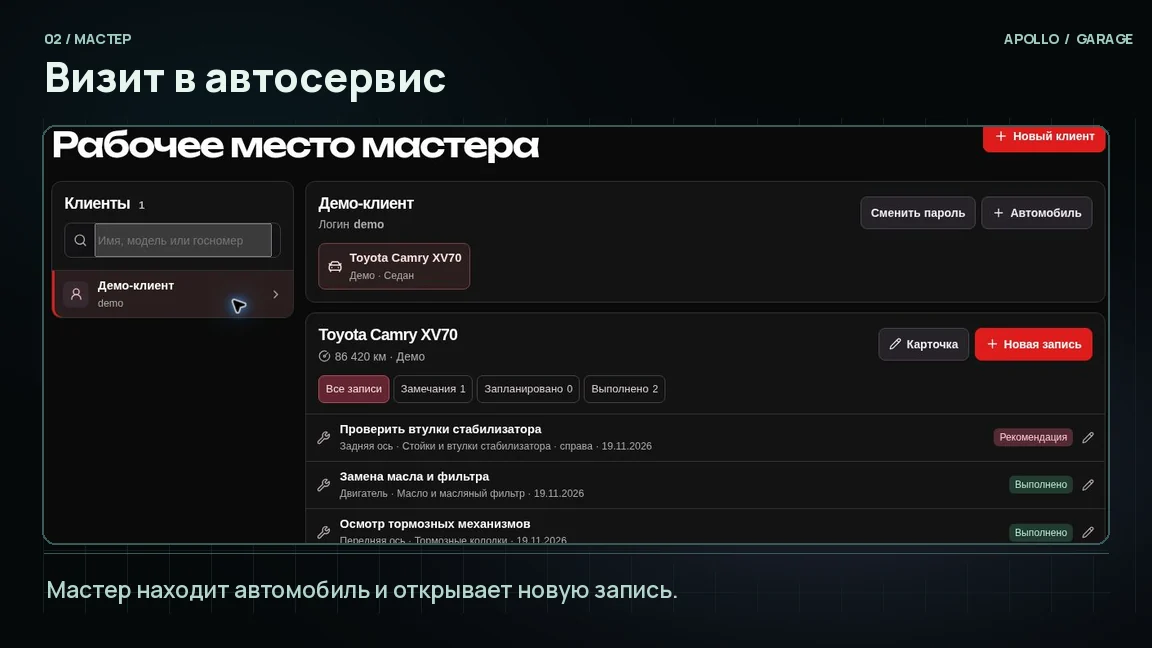 02 / МАСТЕР
APOLLO / GARAGE
Визит в автосервис
Рабочее место мастера
+ Новый клиент
Клиенты 1
Имя, модель или госномер
Демо-клиент
demo
Демо-клиент
Логин demo
Сменить пароль
+ Автомобиль
Toyota Camry XV70
Демо · Седан
Toyota Camry XV70
86 420 км · Демо
Карточка
+ Новая запись
Все записи
Замечания 1
Запланировано 0
Выполнено 2
Проверить втулки стабилизатора
Задняя ось · Стойки и втулки стабилизатора · справа · 19.11.2026
Рекомендация
Замена масла и фильтра
Двигатель · Масло и масляный фильтр · 19.11.2026
Выполнено
Осмотр тормозных механизмов
Передняя ось · Тормозные колодки · 19.11.2026
Выполнено
Мастер находит автомобиль и открывает новую запись.